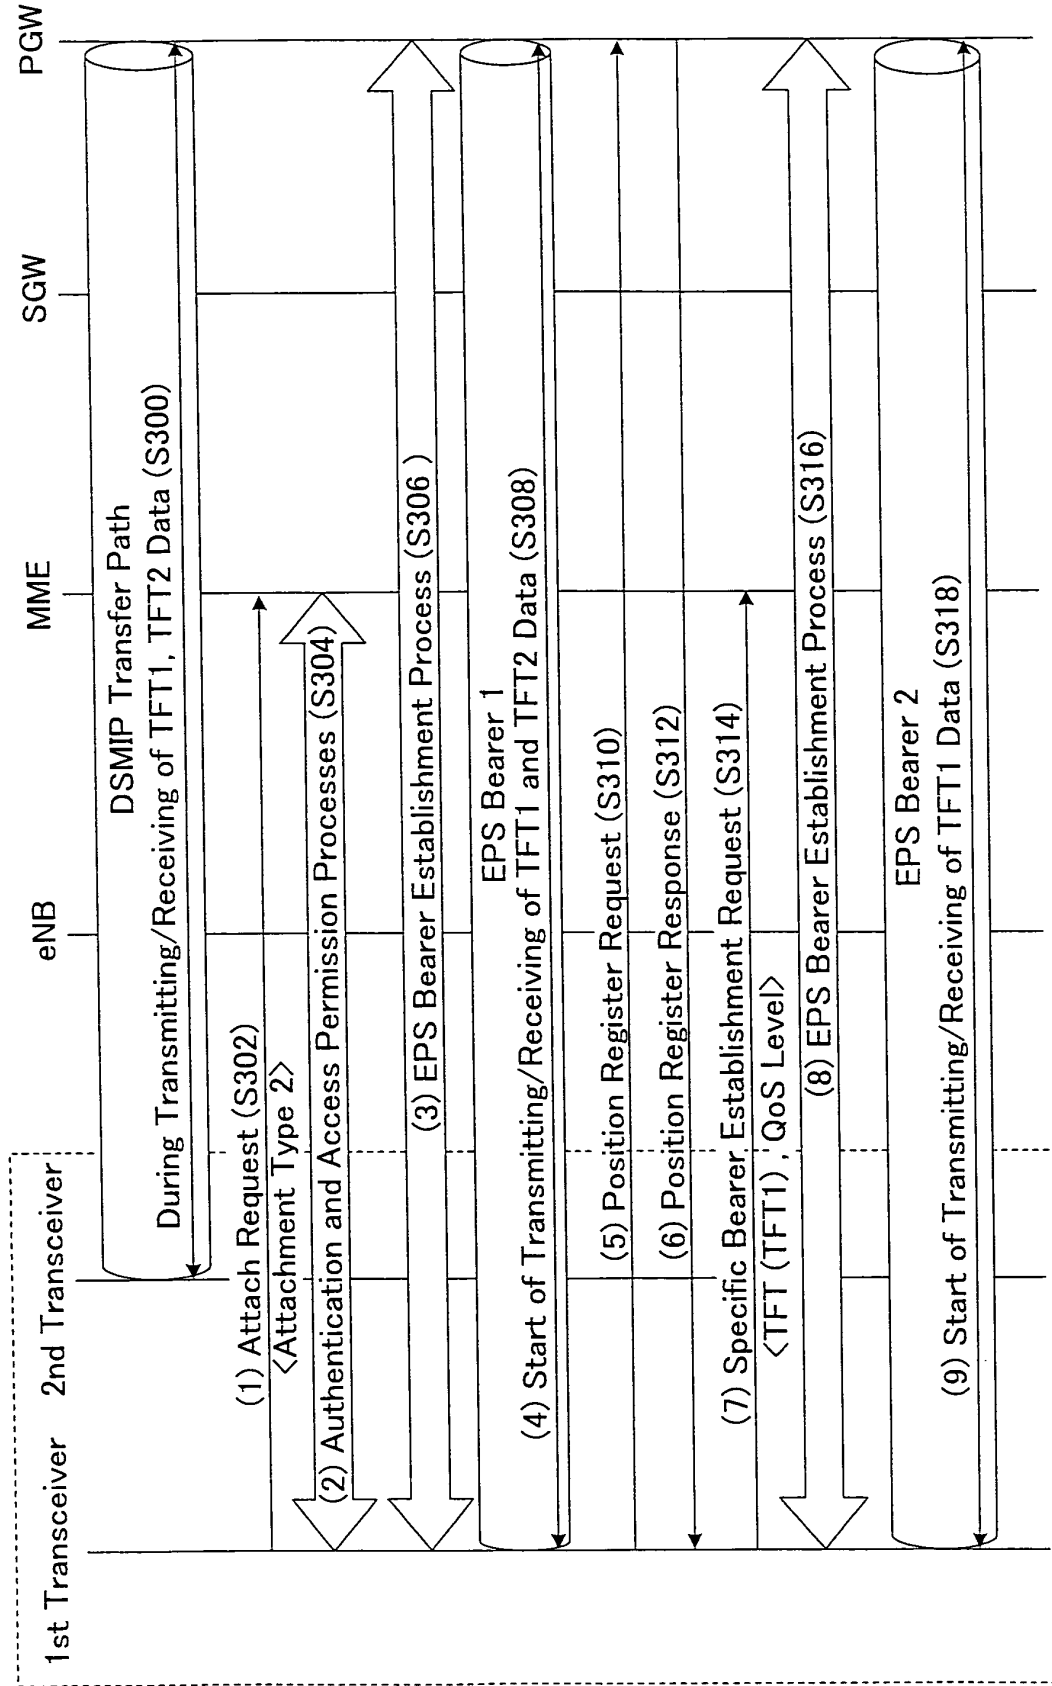 1st Transceiver
2nd Transceiver
eNB
MME
SGW
PGW
DSMIP Transfer Path
During Transmitting/Receiving of TFT1, TFT2 Data (S300)
(1) Attach Request (S302)
<Attachment Type 2>
(2) Authentication and Access Permission Processes (S304)
(3) EPS Bearer Establishment Process (S306 )
EPS Bearer 1
(4) Start of Transmitting/Receiving of TFT1 and TFT2 Data (S308)
(5) Position Register Request (S310)
(6) Position Register Response (S312)
(7) Specific Bearer Establishment Request (S314)
<TFT (TFT1), QoS Level>
(8) EPS Bearer Establishment Process (S316)
EPS Bearer 2
(9) Start of Transmitting/Receiving of TFT1 Data (S318)